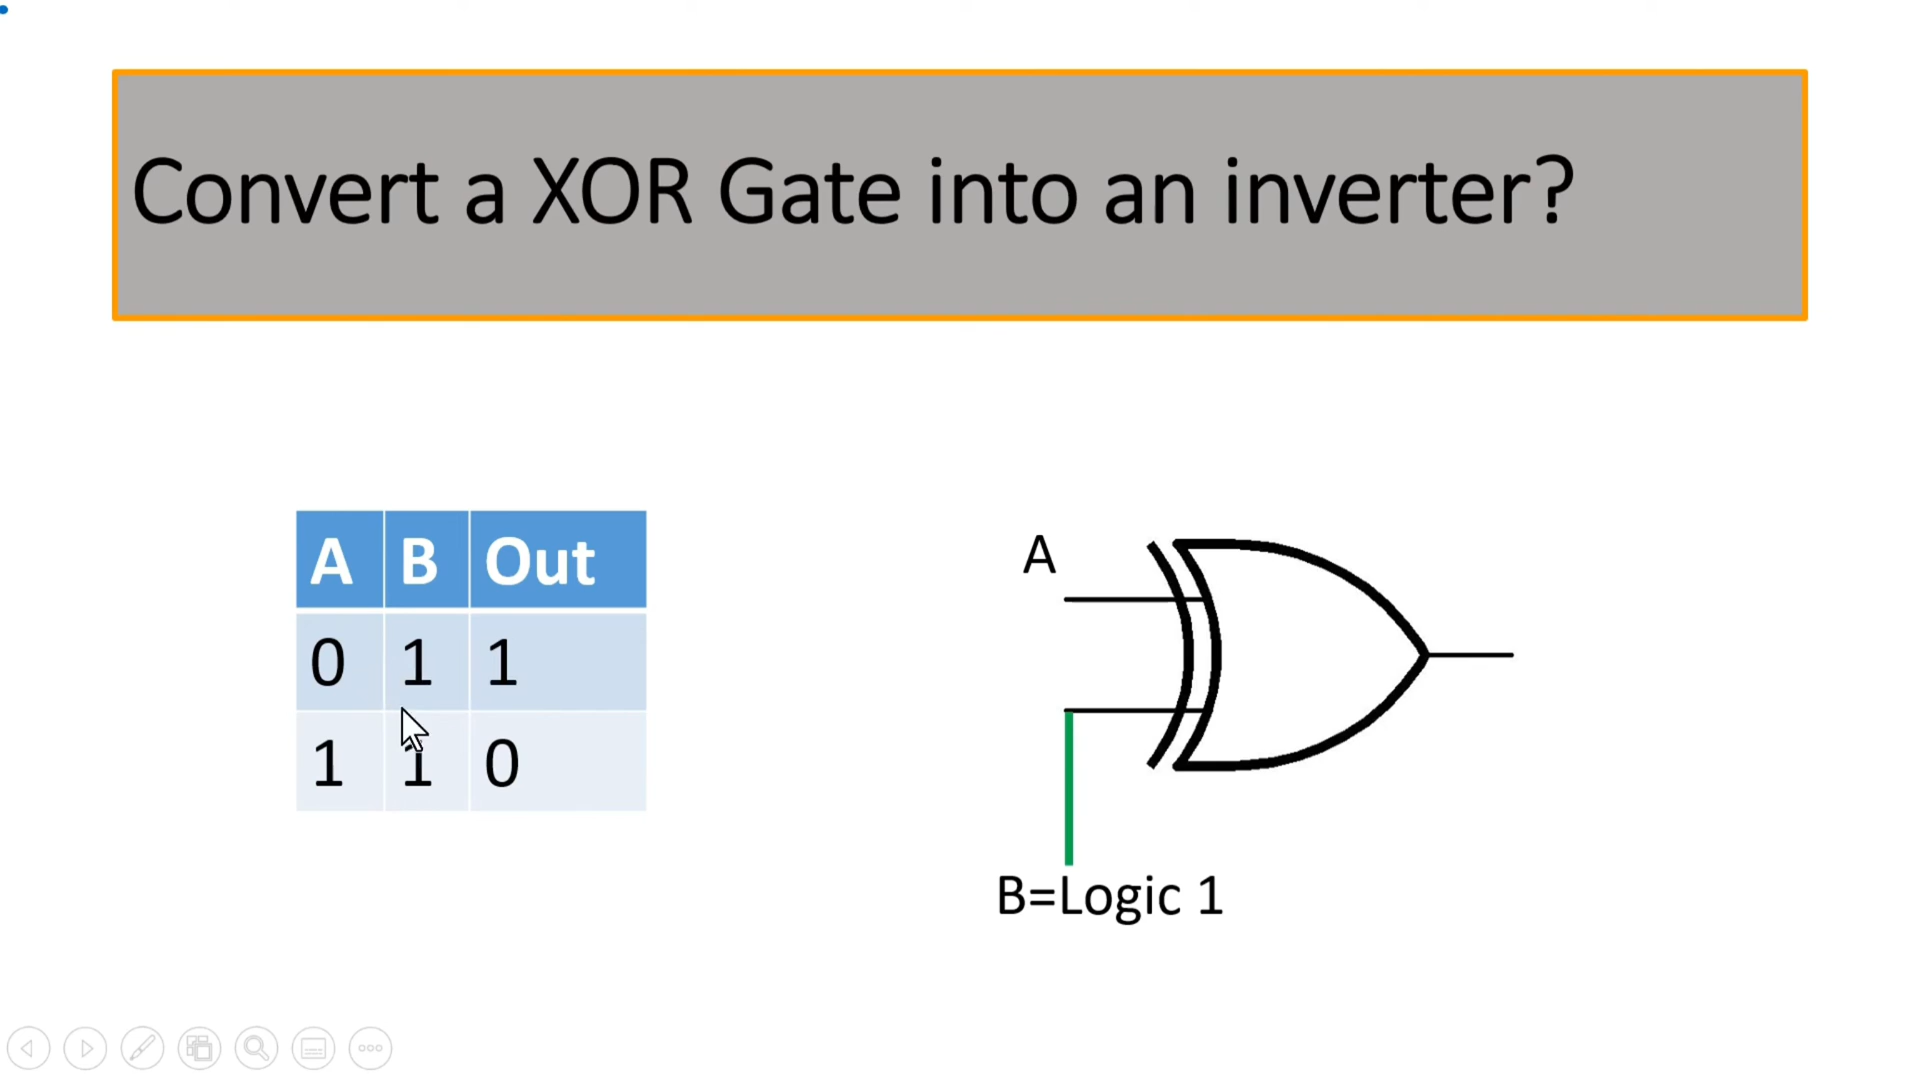 Convert a XOR Gate into an inverter?
A B Out
0 1 1
1 1 0
A
B=Logic 1